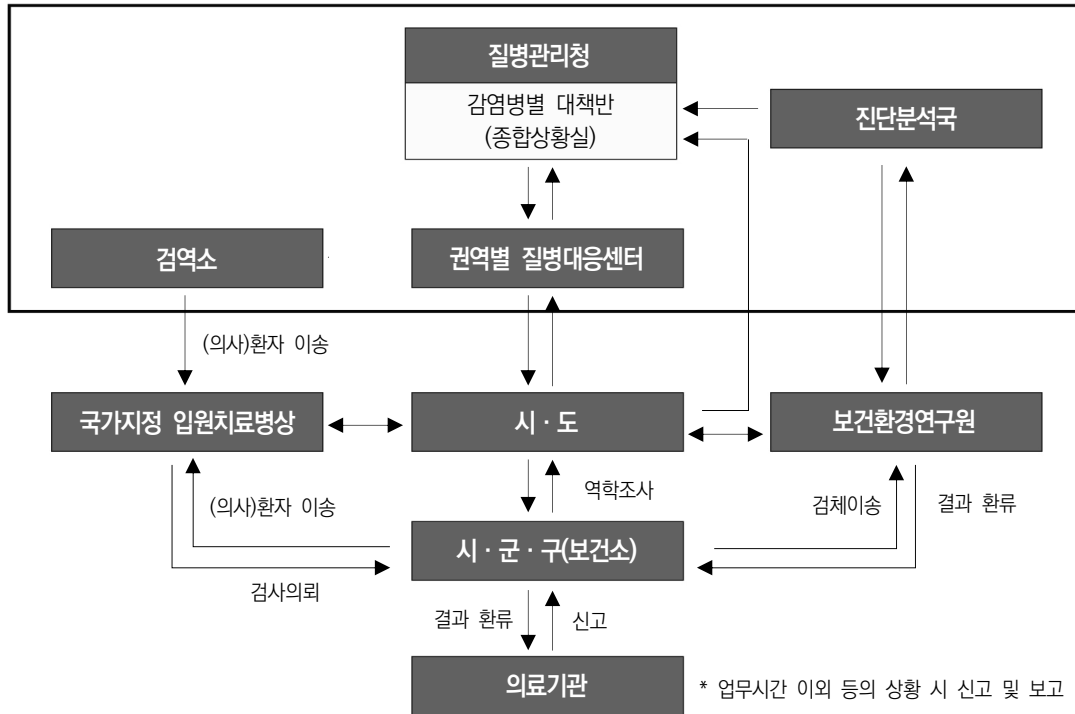 질병관리청
감염병별 대책반
(종합상황실)
진단분석국
검역소
권역별 질병대응센터
(의사)환자 이송
국가지정 입원치료병상
시 · 도
보건환경연구원
(의사)환자 이송
역학조사
검체이송
결과 환류
시 · 군 · 구(보건소)
검사의뢰
결과 환류
신고
의료기관
* 업무시간 이외 등의 상황 시 신고 및 보고